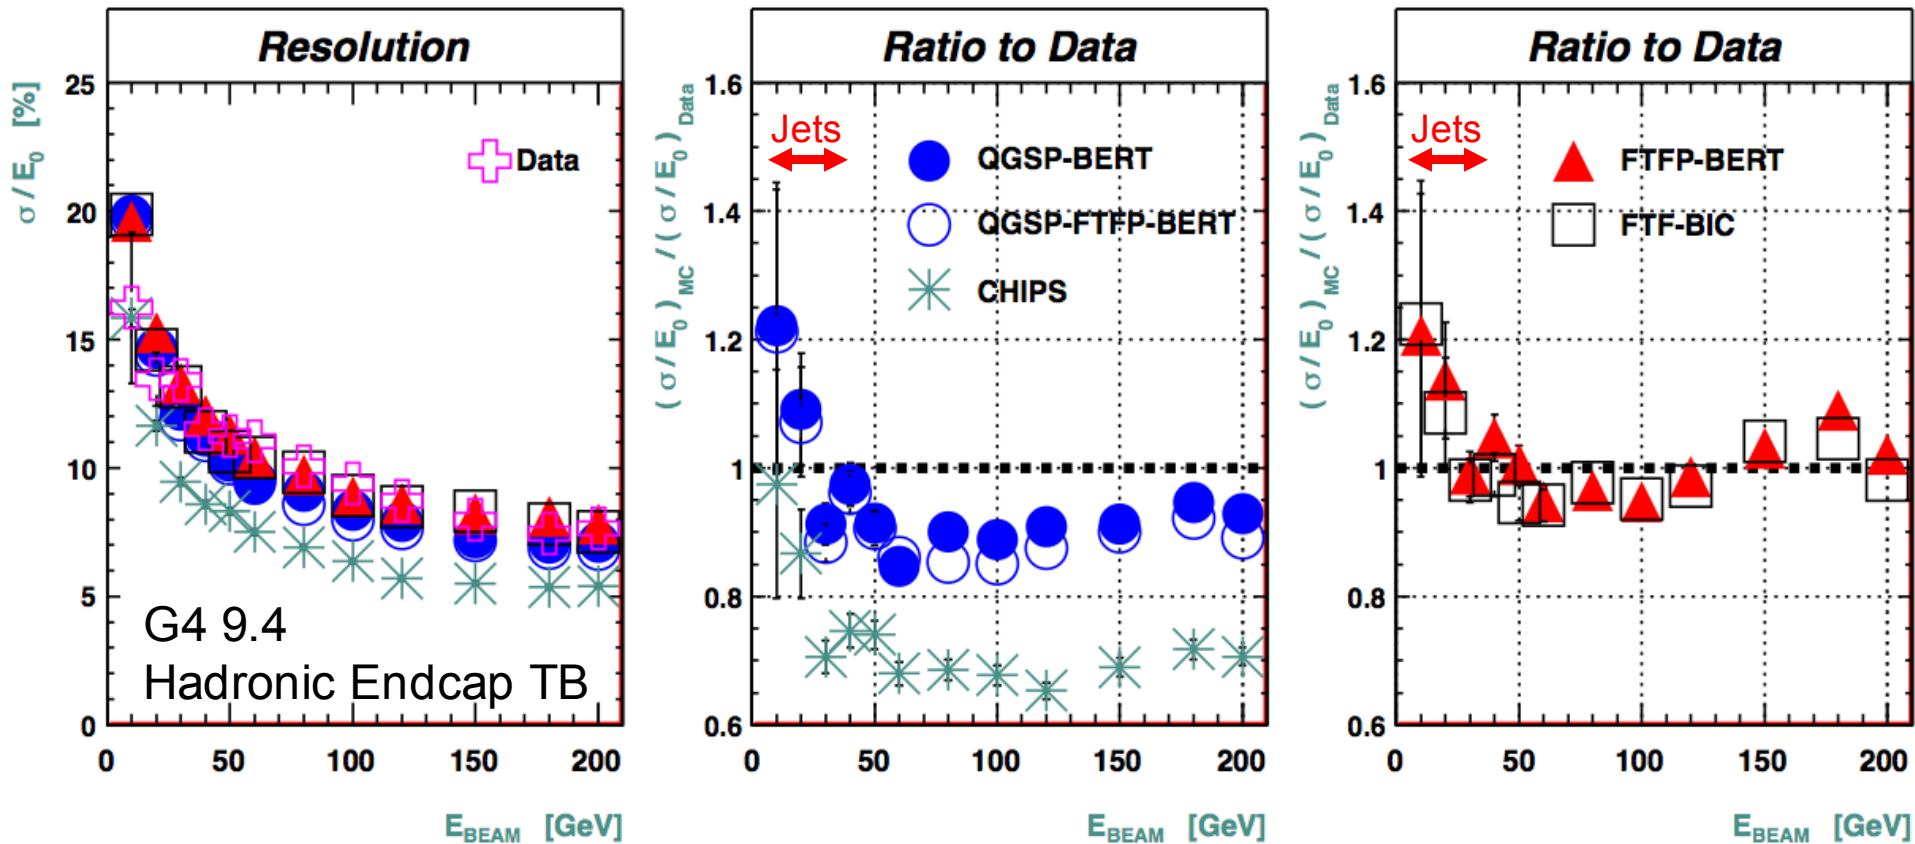 Resolution
σ / E0 [%]
25
20
15
10
5
0
Data
G4 9.4
Hadronic Endcap TB
0 50 100 150 200
EBEAM [GeV]
Ratio to Data
( σ / E0 )MC / ( σ / E0 )Data
1.6
1.4
1.2
1
0.8
0.6
Jets
QGSP-BERT
QGSP-FTFP-BERT
CHIPS
0 50 100 150 200
EBEAM [GeV]
Ratio to Data
( σ / E0 )MC / ( σ / E0 )Data
1.6
1.4
1.2
1
0.8
0.6
Jets
FTFP-BERT
FTF-BIC
0 50 100 150 200
EBEAM [GeV]